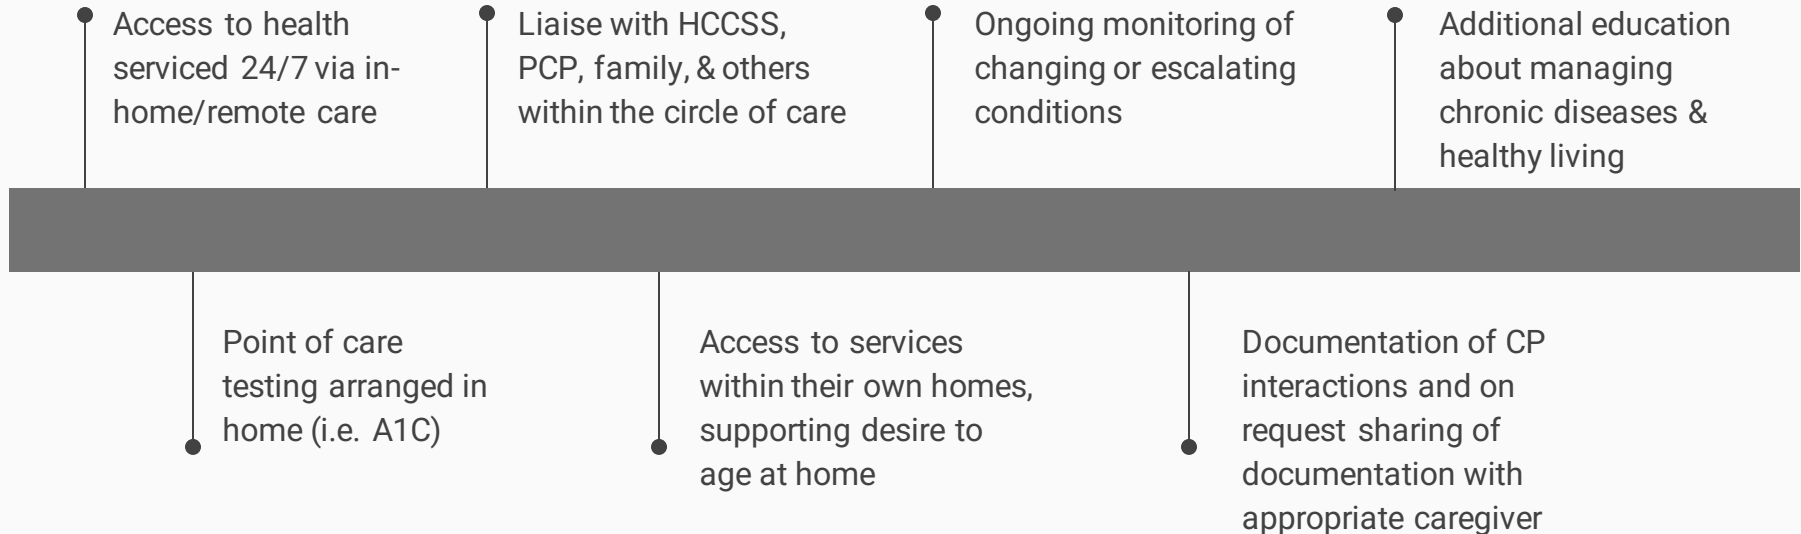 Access to health
serviced 24/7 via in-
home/remote care
Liaise with HCCSS,
PCP, family, & others
within the circle of care
Ongoing monitoring of
changing or escalating
conditions
Additional education
about managing
chronic diseases &
healthy living
Point of care
testing arranged in
home (i.e. A1C)
Access to services
within their own homes,
supporting desire to
age at home
Documentation of CP
interactions and on
request sharing of
documentation with
appropriate caregiver